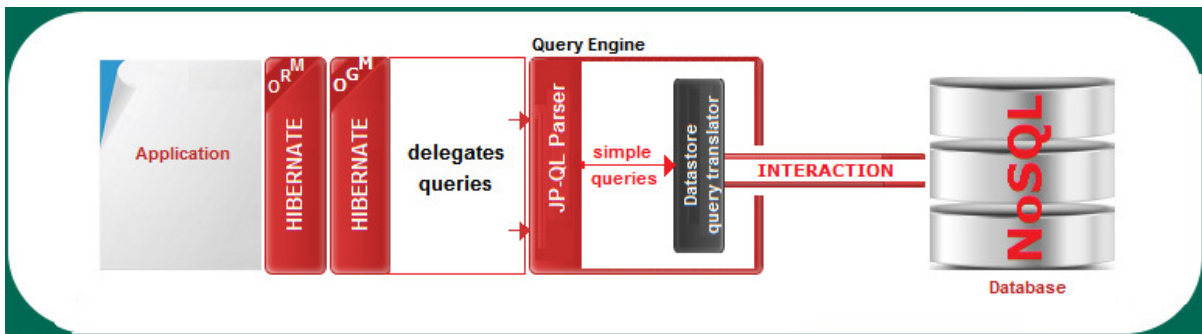 Query Engine
Application
ORM
HIBERNATE
OGM
HIBERNATE
delegates
queries
JP-QL Parser
simple
queries
Datastore
query translator
INTERACTION
NoSQL
Database